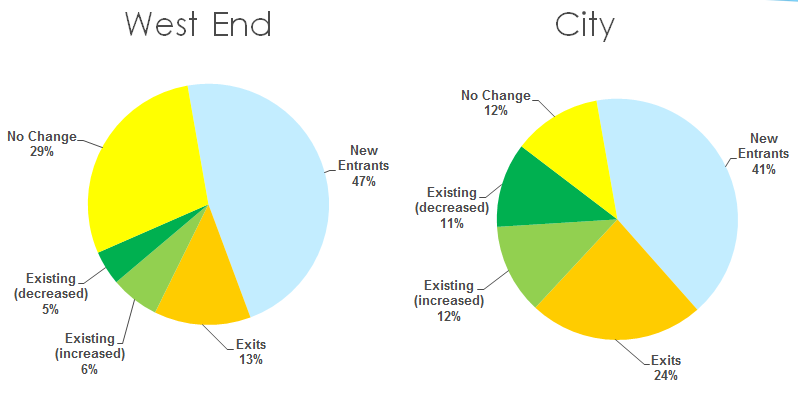 West End
City
No Change
29%
New
Entrants
47%
Existing
(decreased)
5%
Existing
(increased)
6%
Exits
13%
No Change
12%
New
Entrants
41%
Existing
(decreased)
11%
Existing
(increased)
12%
Exits
24%